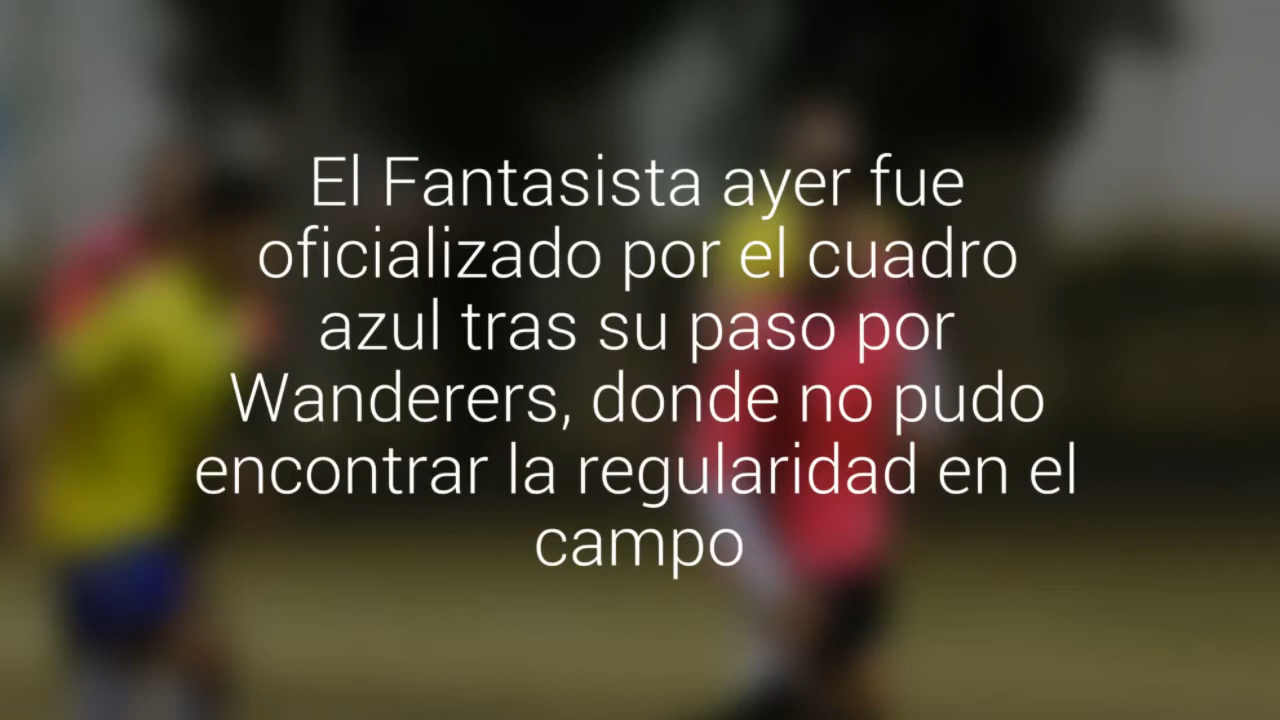 El Fantasista ayer fue
oficializado por el cuadro
azul tras su paso por
Wanderers, donde no pudo
encontrar la regularidad en el
campo